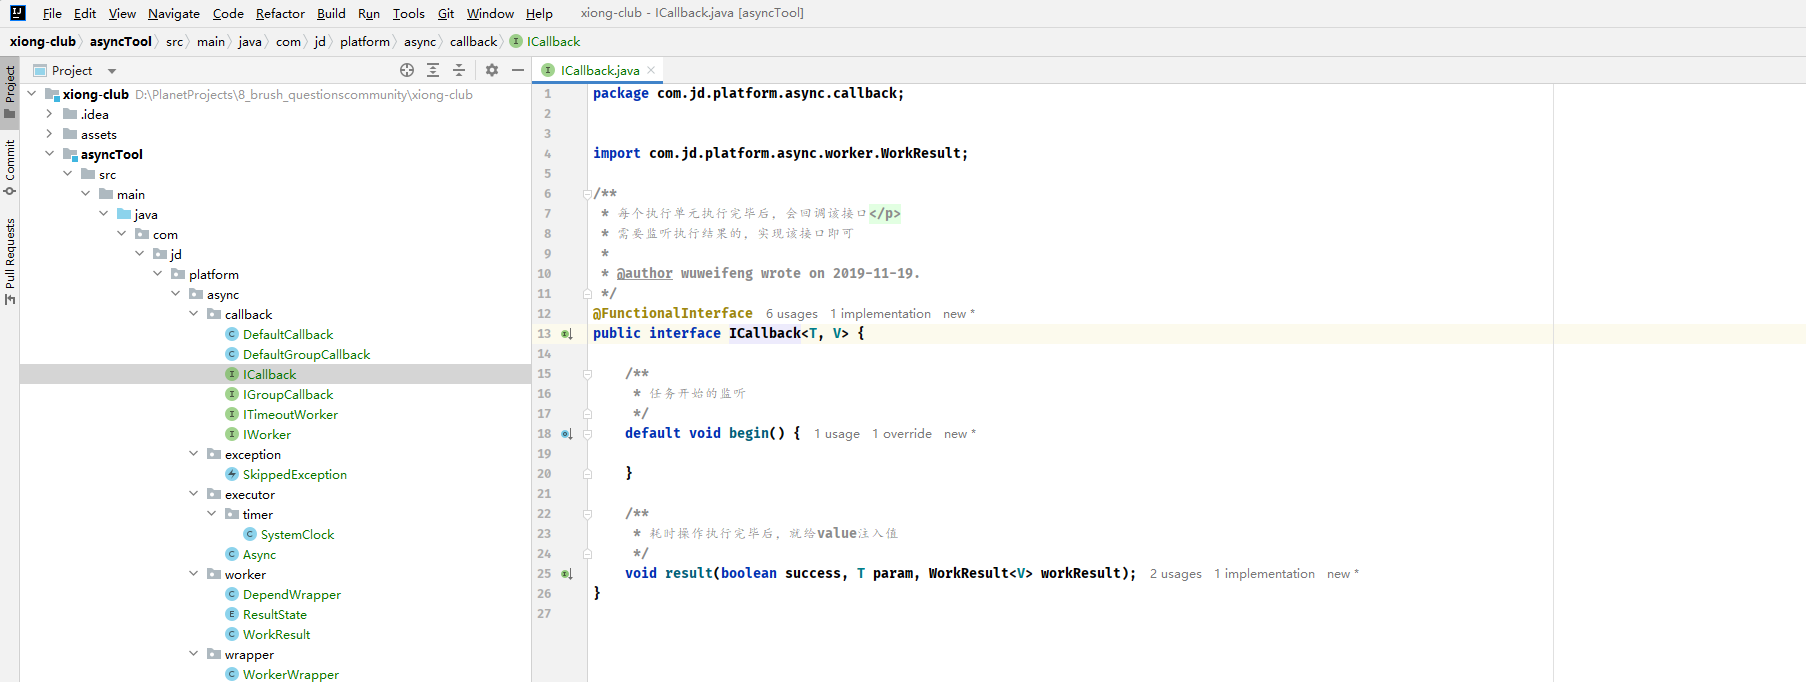 File Edit View Navigate Code Refactor Build Run Tools Git Window Help xiong-club - ICallback.java [asyncTool]
xiong-club asyncTool src main java com jd platform async callback ICallback
Project
ICallback.java
Project
Commit
Pull Requests
xiong-club D:\PlanetProjects\8_brush_questionscommunity\xiong-club
.idea
assets
asyncTool
src
main
java
com
jd
platform
async
callback
DefaultCallback
DefaultGroupCallback
ICallback
IGroupCallback
ITimeoutWorker
IWorker
exception
SkippedException
executor
timer
SystemClock
Async
worker
DependWrapper
ResultState
WorkResult
wrapper
WorkerWrapper
1 package com.jd.platform.async.callback;
2
3
4 import com.jd.platform.async.worker.WorkResult;
5
6 /**
7 * 每个执行单元执行完毕后，会回调该接口</p>
8 * 需要监听执行结果的，实现该接口即可
9 *
10 * @author wuweifeng wrote on 2019-11-19.
11 */
12 @FunctionalInterface 6 usages 1 implementation new *
13 public interface ICallback<T, V> {
14
15 /**
16 * 任务开始的监听
17 */
18 default void begin() { 1 usage 1 override new *
19
20 }
21
22 /**
23 * 耗时操作执行完毕后，就给value注入值
24 */
25 void result(boolean success, T param, WorkResult<V> workResult); 2 usages 1 implementation new *
26 }
27